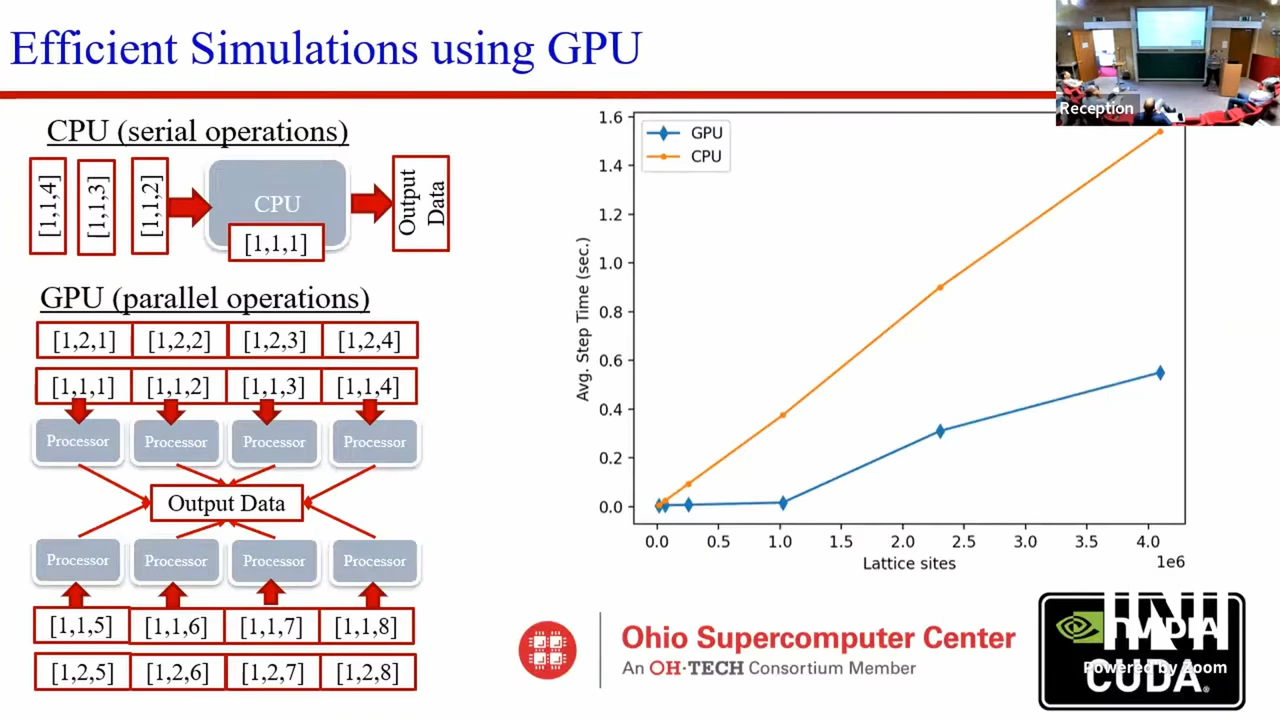 Efficient Simulations using GPU
Reception
CPU (serial operations)
[1,1,4]
[1,1,3]
[1,1,2]
CPU
[1,1,1]
Output
Data
GPU (parallel operations)
[1,2,1] [1,2,2] [1,2,3] [1,2,4]
[1,1,1] [1,1,2] [1,1,3] [1,1,4]
Processor Processor Processor Processor
Output Data
Processor Processor Processor Processor
[1,1,5] [1,1,6] [1,1,7] [1,1,8]
[1,2,5] [1,2,6] [1,2,7] [1,2,8]
GPU
CPU
Avg. Step Time (sec.)
1.6
1.4
1.2
1.0
0.8
0.6
0.4
0.2
0.0
0.0 0.5 1.0 1.5 2.0 2.5 3.0 3.5 4.0
1e6
Lattice sites
Ohio Supercomputer Center
An OH·TECH Consortium Member
NVIDIA
Powered by Zoom
CUDA®